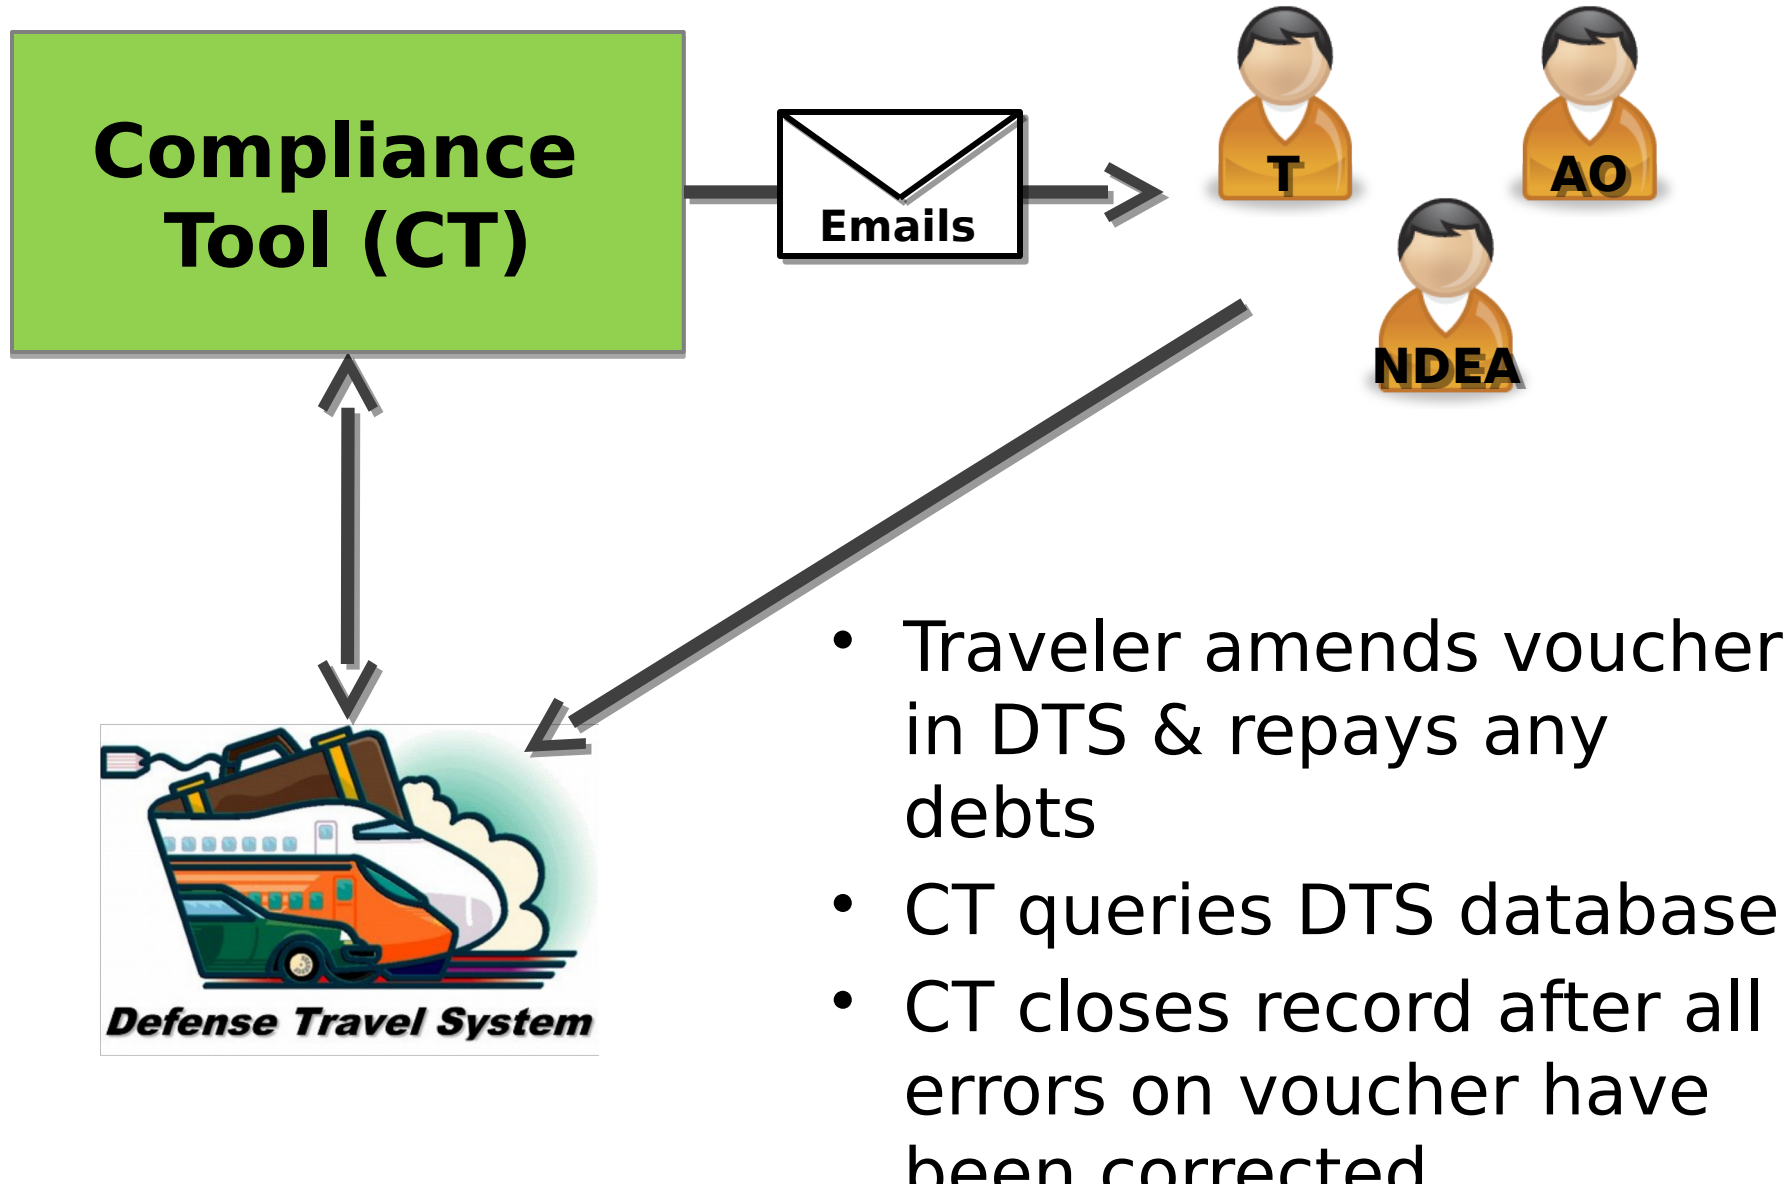 Compliance
Tool (CT)
Emails
T
AO
NDEA
• Traveler amends voucher
in DTS & repays any
debts
• CT queries DTS database
• CT closes record after all
errors on voucher have
been corrected
Defense Travel System